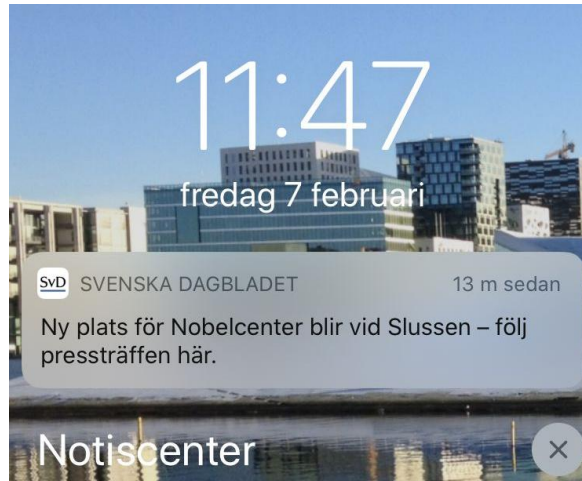 11:47
fredag 7 februari
SvD SVENSKA DAGBLADET 13 m sedan
Ny plats för Nobelcenter blir vid Slussen – följ
pressträffen här.
Notiscenter